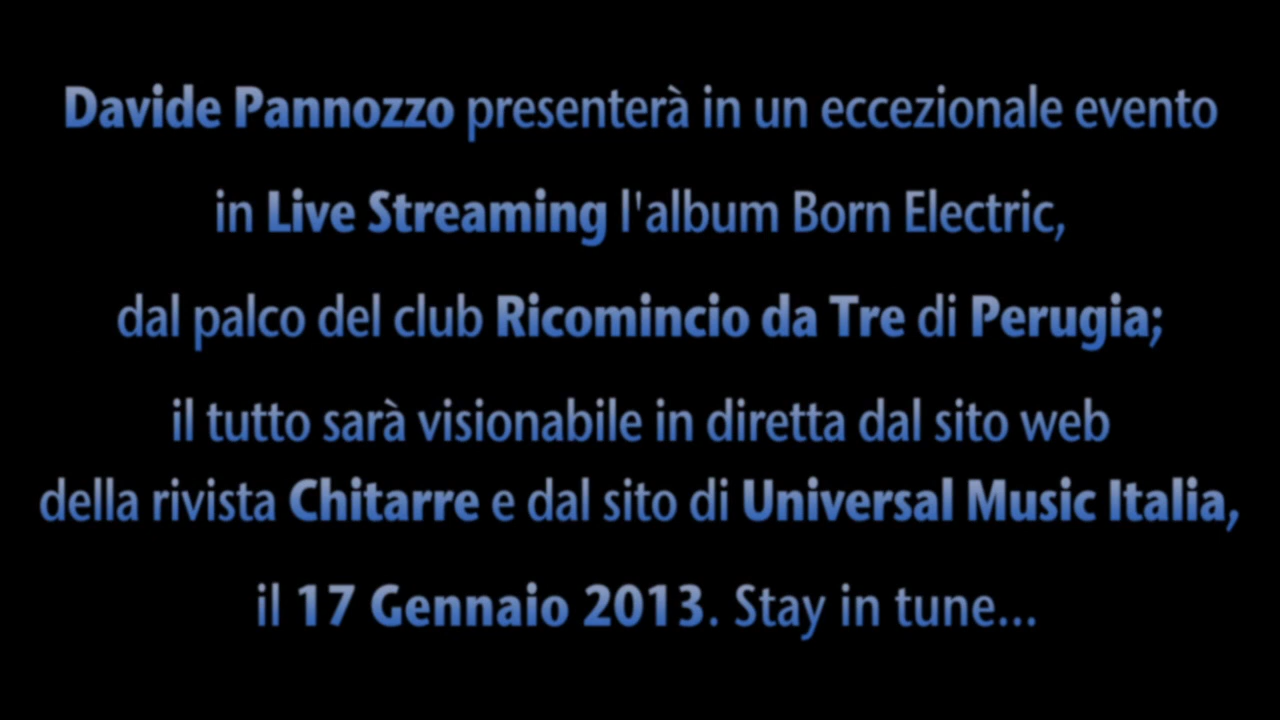 Davide Pannozzo presenterà in un eccezionale evento
in Live Streaming l'album Born Electric,
dal palco del club Ricomincio da Tre di Perugia;
il tutto sarà visionabile in diretta dal sito web
della rivista Chitarre e dal sito di Universal Music Italia,
il 17 Gennaio 2013. Stay in tune...